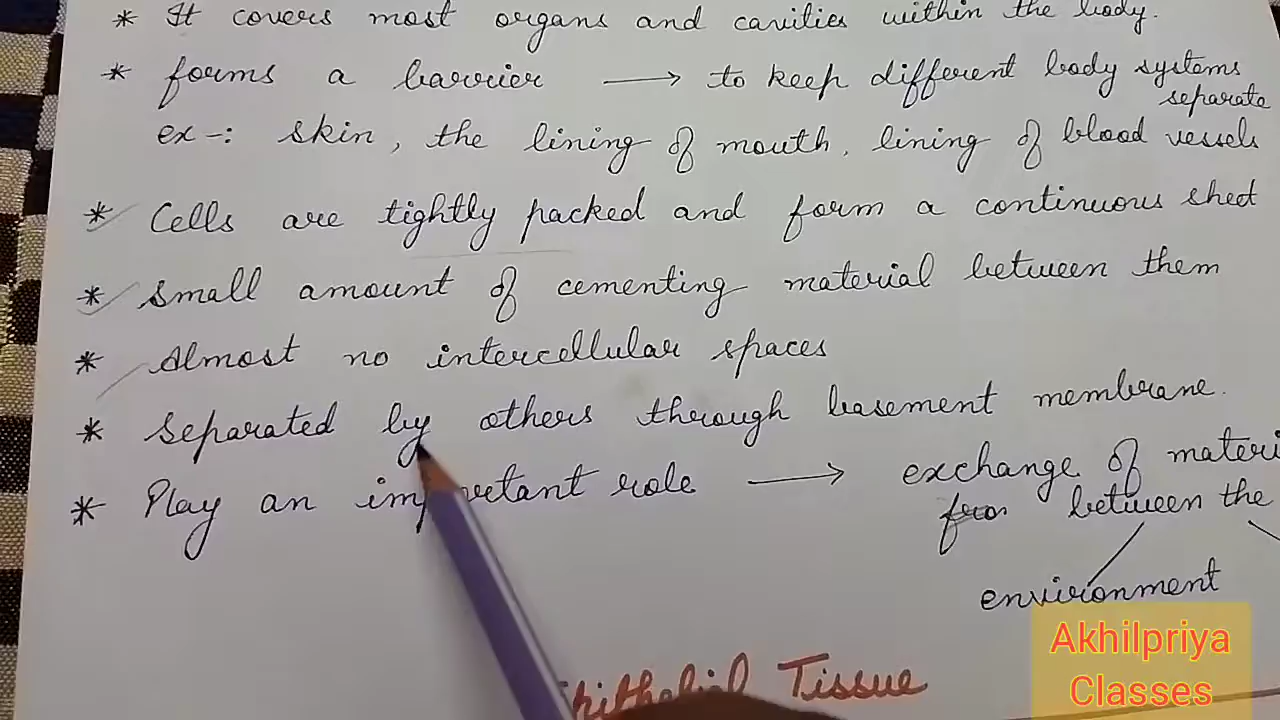 * It covers most organs and cavities within the body.
* forms a barrier → to keep different body systems
separate
ex-: skin, the lining of mouth, lining of blood vessels
* Cells are tightly packed and form a continuous sheet
* Small amount of cementing material between them
* Almost no intercellular spaces
* Separated by others through basement membrane.
* Play an important role → exchange of materi
between the
environment
Epithelial Tissue
Akhilpriya
Classes